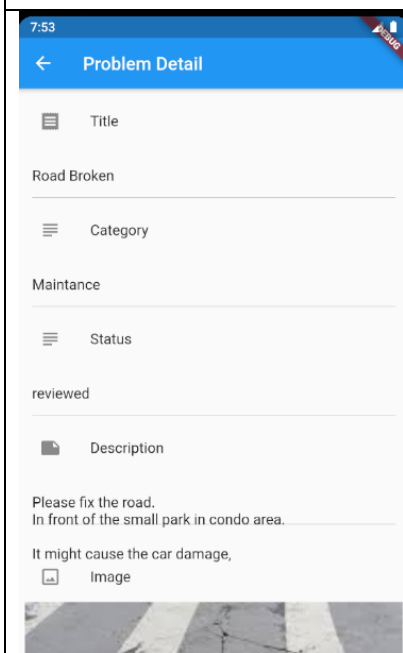 7:53
DEBUG
Problem Detail
Title
Road Broken
Category
Maintance
Status
reviewed
Description
Please fix the road.
In front of the small park in condo area.
It might cause the car damage,
Image